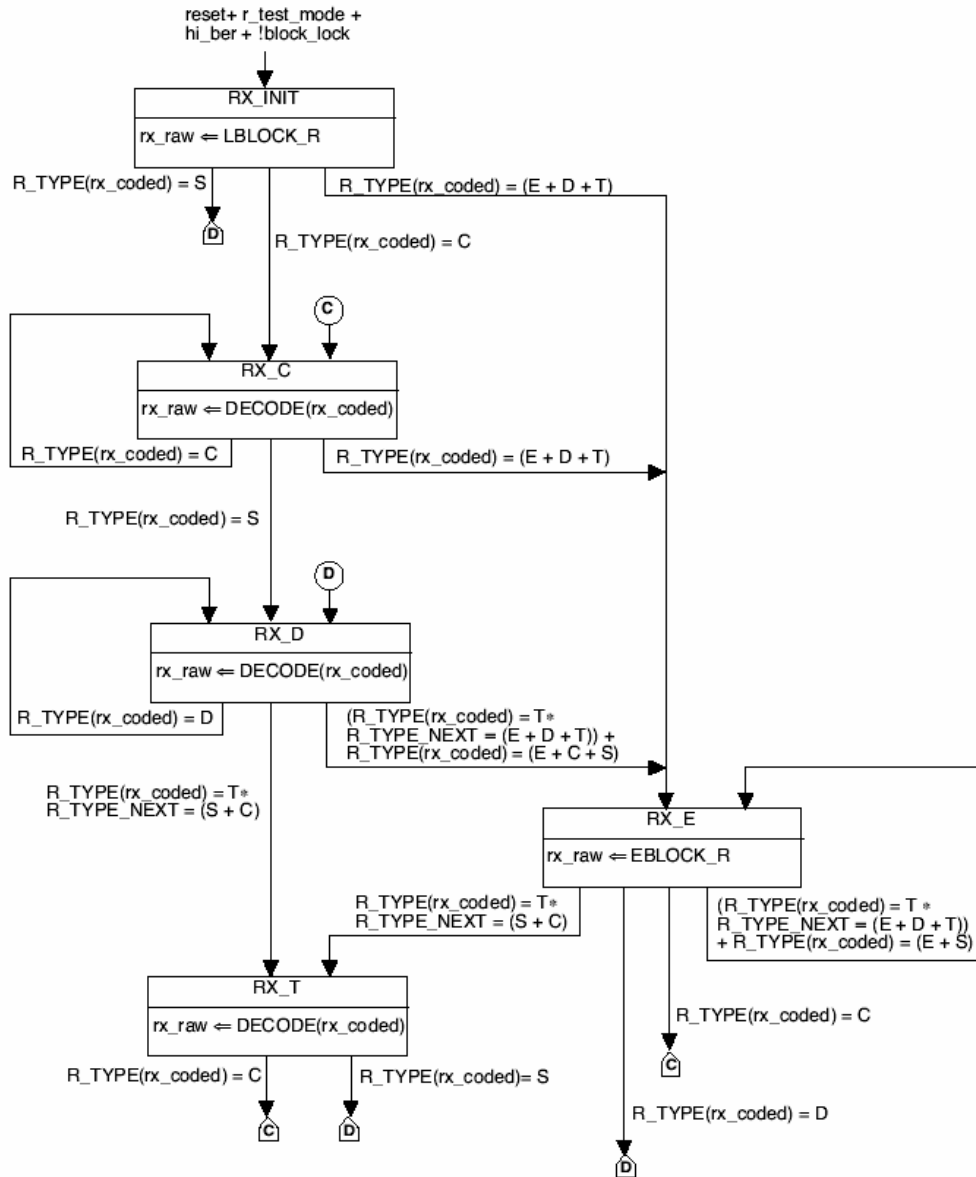 reset+ r_test_mode +
hi_ber + !block_lock
RX_INIT
rx_raw ⇐ LBLOCK_R
R_TYPE(rx_coded) = S
R_TYPE(rx_coded) = (E + D + T)
D
R_TYPE(rx_coded) = C
C
RX_C
rx_raw ⇐ DECODE(rx_coded)
R_TYPE(rx_coded) = C
R_TYPE(rx_coded) = (E + D + T)
R_TYPE(rx_coded) = S
D
RX_D
rx_raw ⇐ DECODE(rx_coded)
R_TYPE(rx_coded) = D
(R_TYPE(rx_coded) = T*
R_TYPE_NEXT = (E + D + T)) +
R_TYPE(rx_coded) = (E + C + S)
R_TYPE(rx_coded) = T*
R_TYPE_NEXT = (S + C)
RX_E
rx_raw ⇐ EBLOCK_R
R_TYPE(rx_coded) = T*
R_TYPE_NEXT = (S + C)
(R_TYPE(rx_coded) = T *
R_TYPE_NEXT = (E + D + T))
+ R_TYPE(rx_coded) = (E + S)
RX_T
rx_raw ⇐ DECODE(rx_coded)
R_TYPE(rx_coded) = C
C
R_TYPE(rx_coded) = C
R_TYPE(rx_coded)= S
C
D
R_TYPE(rx_coded) = D
D